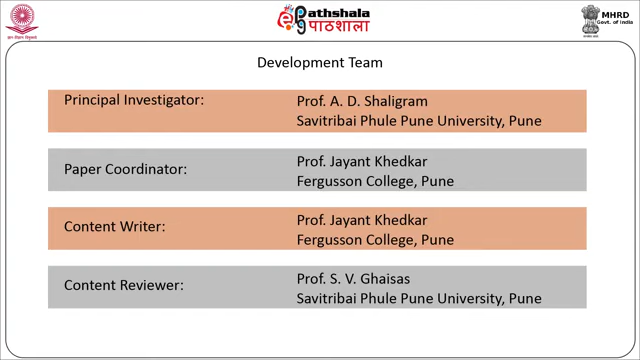 Pathshala
पाठशाला
MHRD
Govt. of India
Development Team
Principal Investigator:
Prof. A. D. Shaligram
Savitribai Phule Pune University, Pune
Paper Coordinator:
Prof. Jayant Khedkar
Fergusson College, Pune
Content Writer:
Prof. Jayant Khedkar
Fergusson College, Pune
Content Reviewer:
Prof. S. V. Ghaisas
Savitribai Phule Pune University, Pune